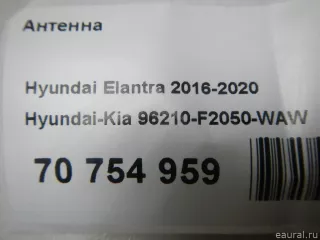 Антенна
Hyundai Elantra 2016-2020
Hyundai-Kia 96210-F2050-WAW
70 754 959
eaural.ru